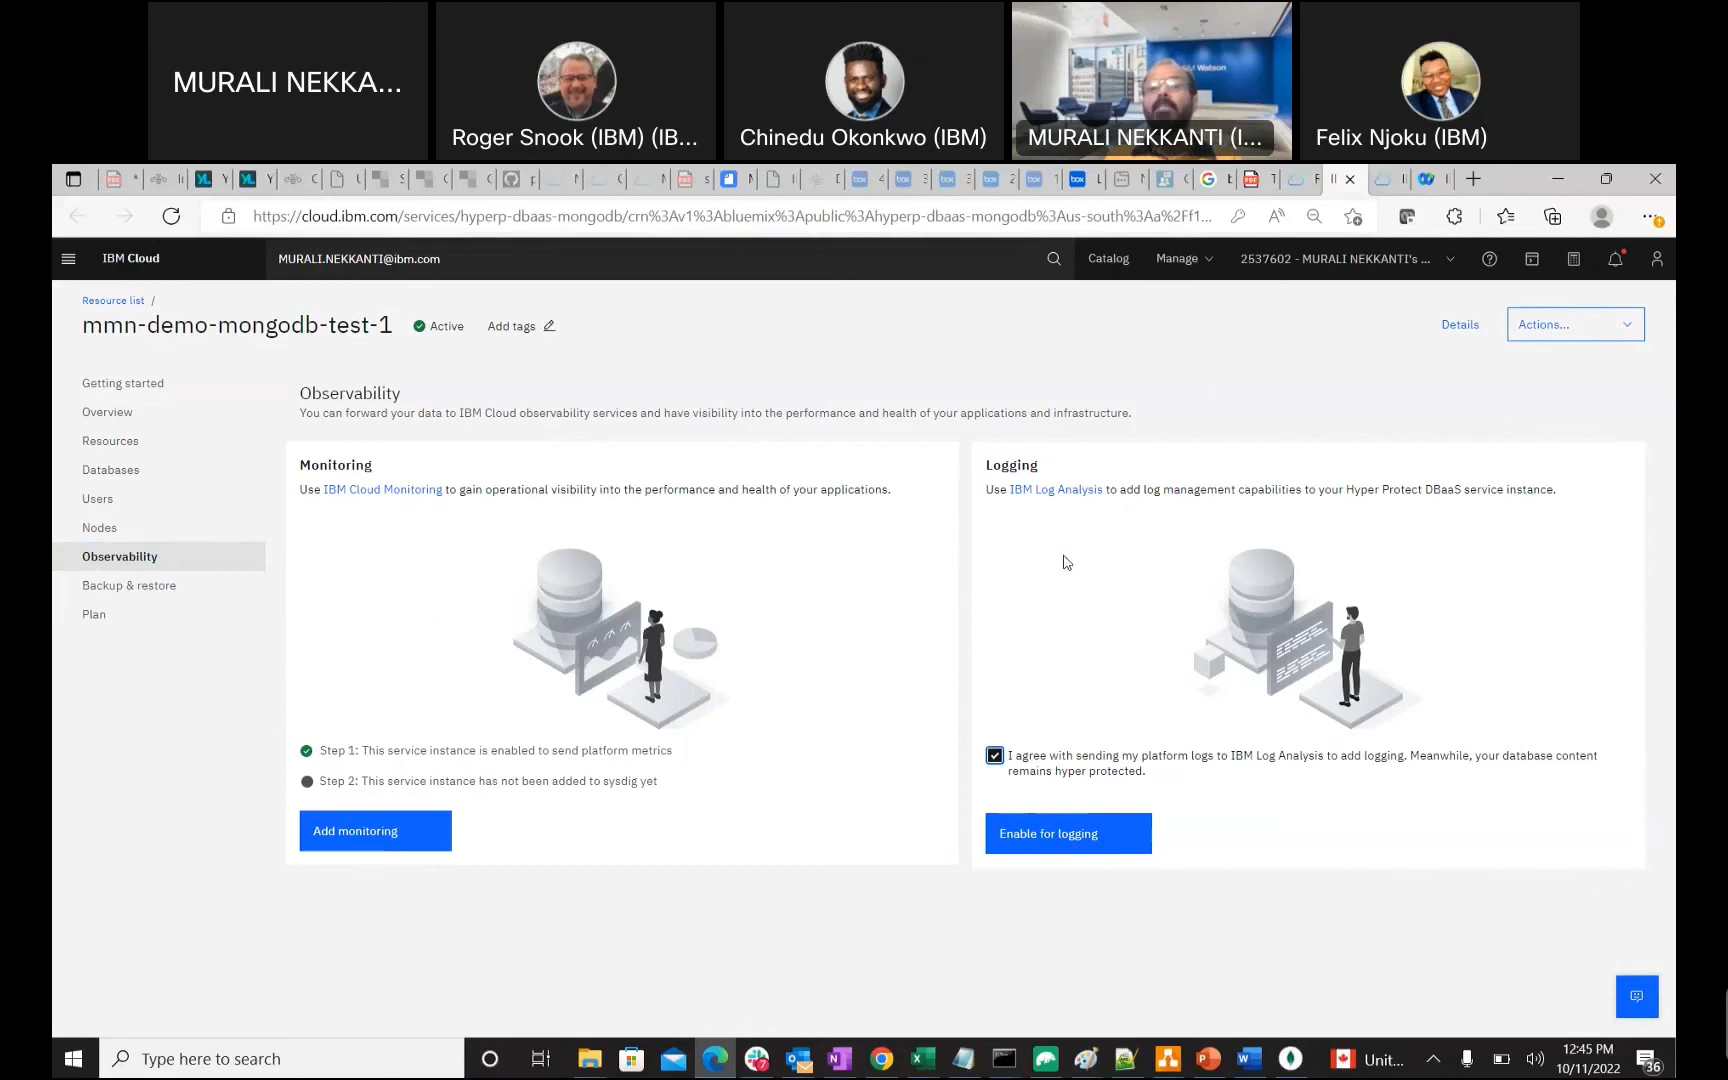 MURALI NEKKA...
Roger Snook (IBM) (IB...
Chinedu Okonkwo (IBM)
Watson
MURALI NEKKANTI (I...
Felix Njoku (IBM)
https://cloud.ibm.com/services/hyperp-dbaas-mongodb/crn%3Av1%3Abluemix%3Apublic%3Ahyperp-dbaas-mongodb%3Aus-south%3Aa%2Ff1...
IBM Cloud
MURALI.NEKKANTI@ibm.com
Catalog
Manage
2537602 - MURALI NEKKANTI's ...
Resource list /
mmn-demo-mongodb-test-1
Active
Add tags
Details
Actions...
Getting started
Overview
Resources
Databases
Users
Nodes
Observability
Backup & restore
Plan
Observability
You can forward your data to IBM Cloud observability services and have visibility into the performance and health of your applications and infrastructure.
Monitoring
Use IBM Cloud Monitoring to gain operational visibility into the performance and health of your applications.
Step 1: This service instance is enabled to send platform metrics
Step 2: This service instance has not been added to sysdig yet
Add monitoring
Logging
Use IBM Log Analysis to add log management capabilities to your Hyper Protect DBaaS service instance.
I agree with sending my platform logs to IBM Log Analysis to add logging. Meanwhile, your database content
remains hyper protected.
Enable for logging
Type here to search
Unit...
12:45 PM
10/11/2022
36